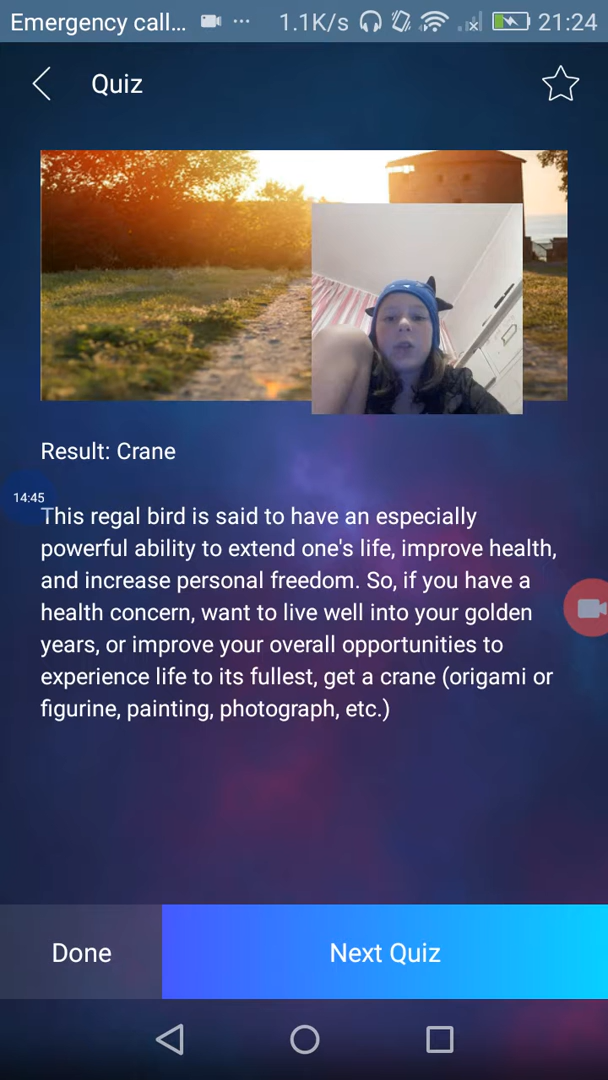 Emergency call... ... 1.1K/s 21:24
Quiz
Result: Crane
14:45
This regal bird is said to have an especially
powerful ability to extend one's life, improve health,
and increase personal freedom. So, if you have a
health concern, want to live well into your golden
years, or improve your overall opportunities to
experience life to its fullest, get a crane (origami or
figurine, painting, photograph, etc.)
Done
Next Quiz